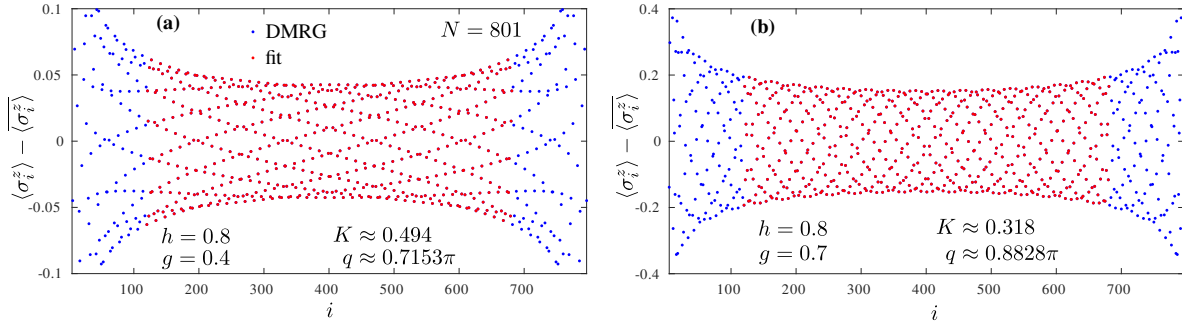 (a)
DMRG
fit
N = 801
h = 0.8
g = 0.4
K ≈ 0.494
q ≈ 0.7153π
⟨σ_i^z⟩ − \overline{⟨σ_i^z⟩}
0.1
0.05
0
-0.05
-0.1
100 200 300 400 500 600 700
i
(b)
h = 0.8
g = 0.7
K ≈ 0.318
q ≈ 0.8828π
⟨σ_i^z⟩ − \overline{⟨σ_i^z⟩}
0.4
0.2
0
-0.2
-0.4
100 200 300 400 500 600 700
i